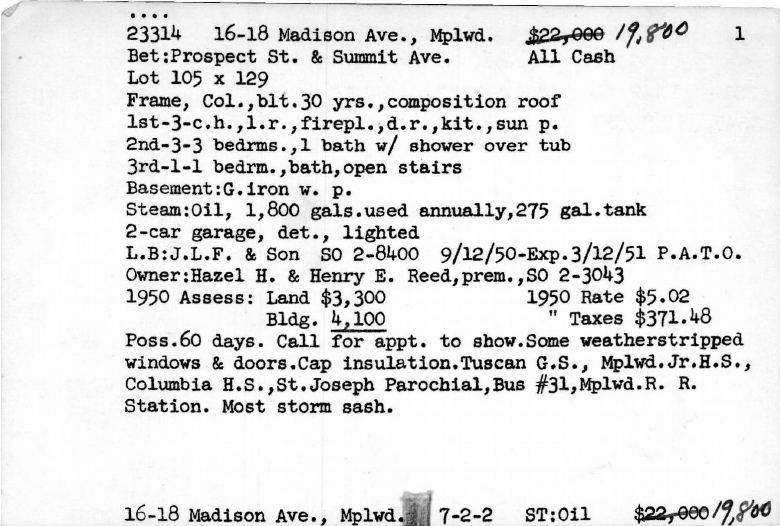 ....
23314 16-18 Madison Ave., Mplwd. $22,000 19,800 1
Bet:Prospect St. & Summit Ave. All Cash
Lot 105 x 129
Frame, Col.,blt.30 yrs.,composition roof
1st-3-c.h.,l.r.,firepl.,d.r.,kit.,sun p.
2nd-3-3 bedrms.,1 bath w/ shower over tub
3rd-1-1 bedrm.,bath,open stairs
Basement:G.iron w. p.
Steam:Oil, 1,800 gals.used annually,275 gal.tank
2-car garage, det., lighted
L.B:J.L.F. & Son SO 2-8400 9/12/50-Exp.3/12/51 P.A.T.O.
Owner:Hazel H. & Henry E. Reed,prem.,SO 2-3043
1950 Assess: Land $3,300 1950 Rate $5.02
Bldg. 4,100 " Taxes $371.48
Poss.60 days. Call for appt. to show.Some weatherstripped
windows & doors.Cap insulation.Tuscan G.S., Mplwd.Jr.H.S.,
Columbia H.S.,St.Joseph Parochial,Bus #31,Mplwd.R. R.
Station. Most storm sash.
16-18 Madison Ave., Mplwd. 7-2-2 ST:Oil $22,000 19,800